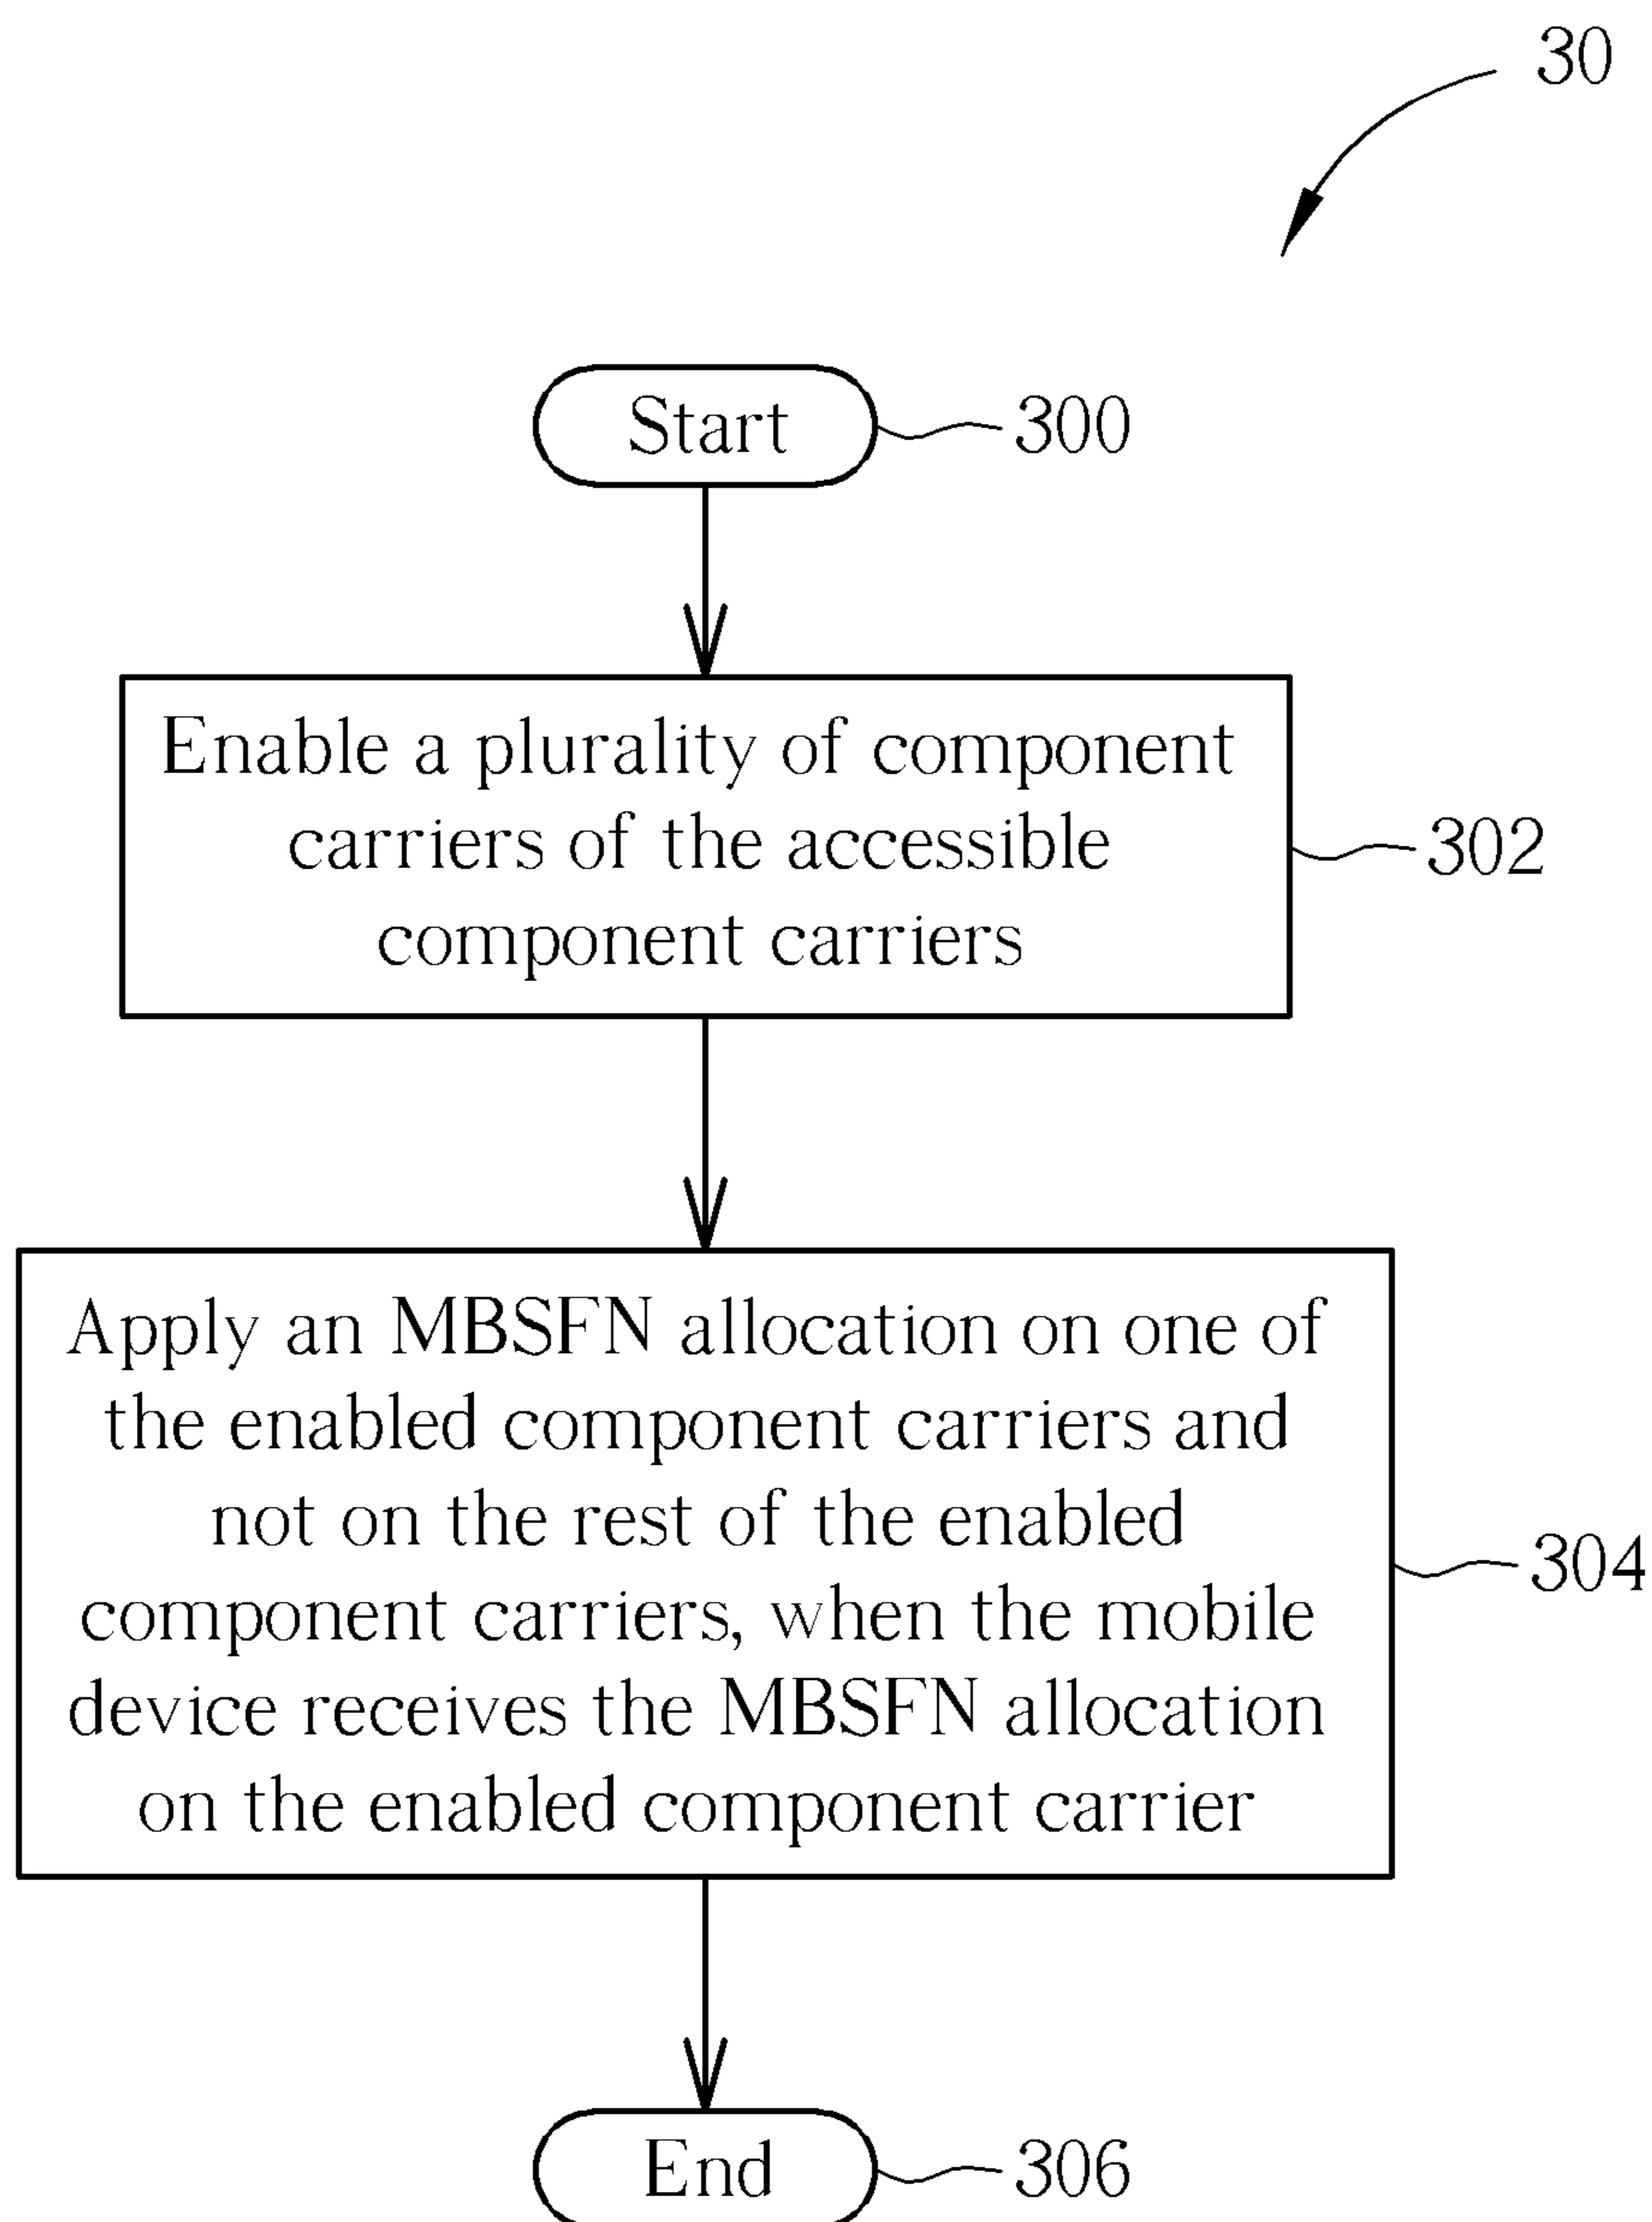 30
Start
300
Enable a plurality of component
carriers of the accessible
component carriers
302
Apply an MBSFN allocation on one of
the enabled component carriers and
not on the rest of the enabled
component carriers, when the mobile
device receives the MBSFN allocation
on the enabled component carrier
304
End
306